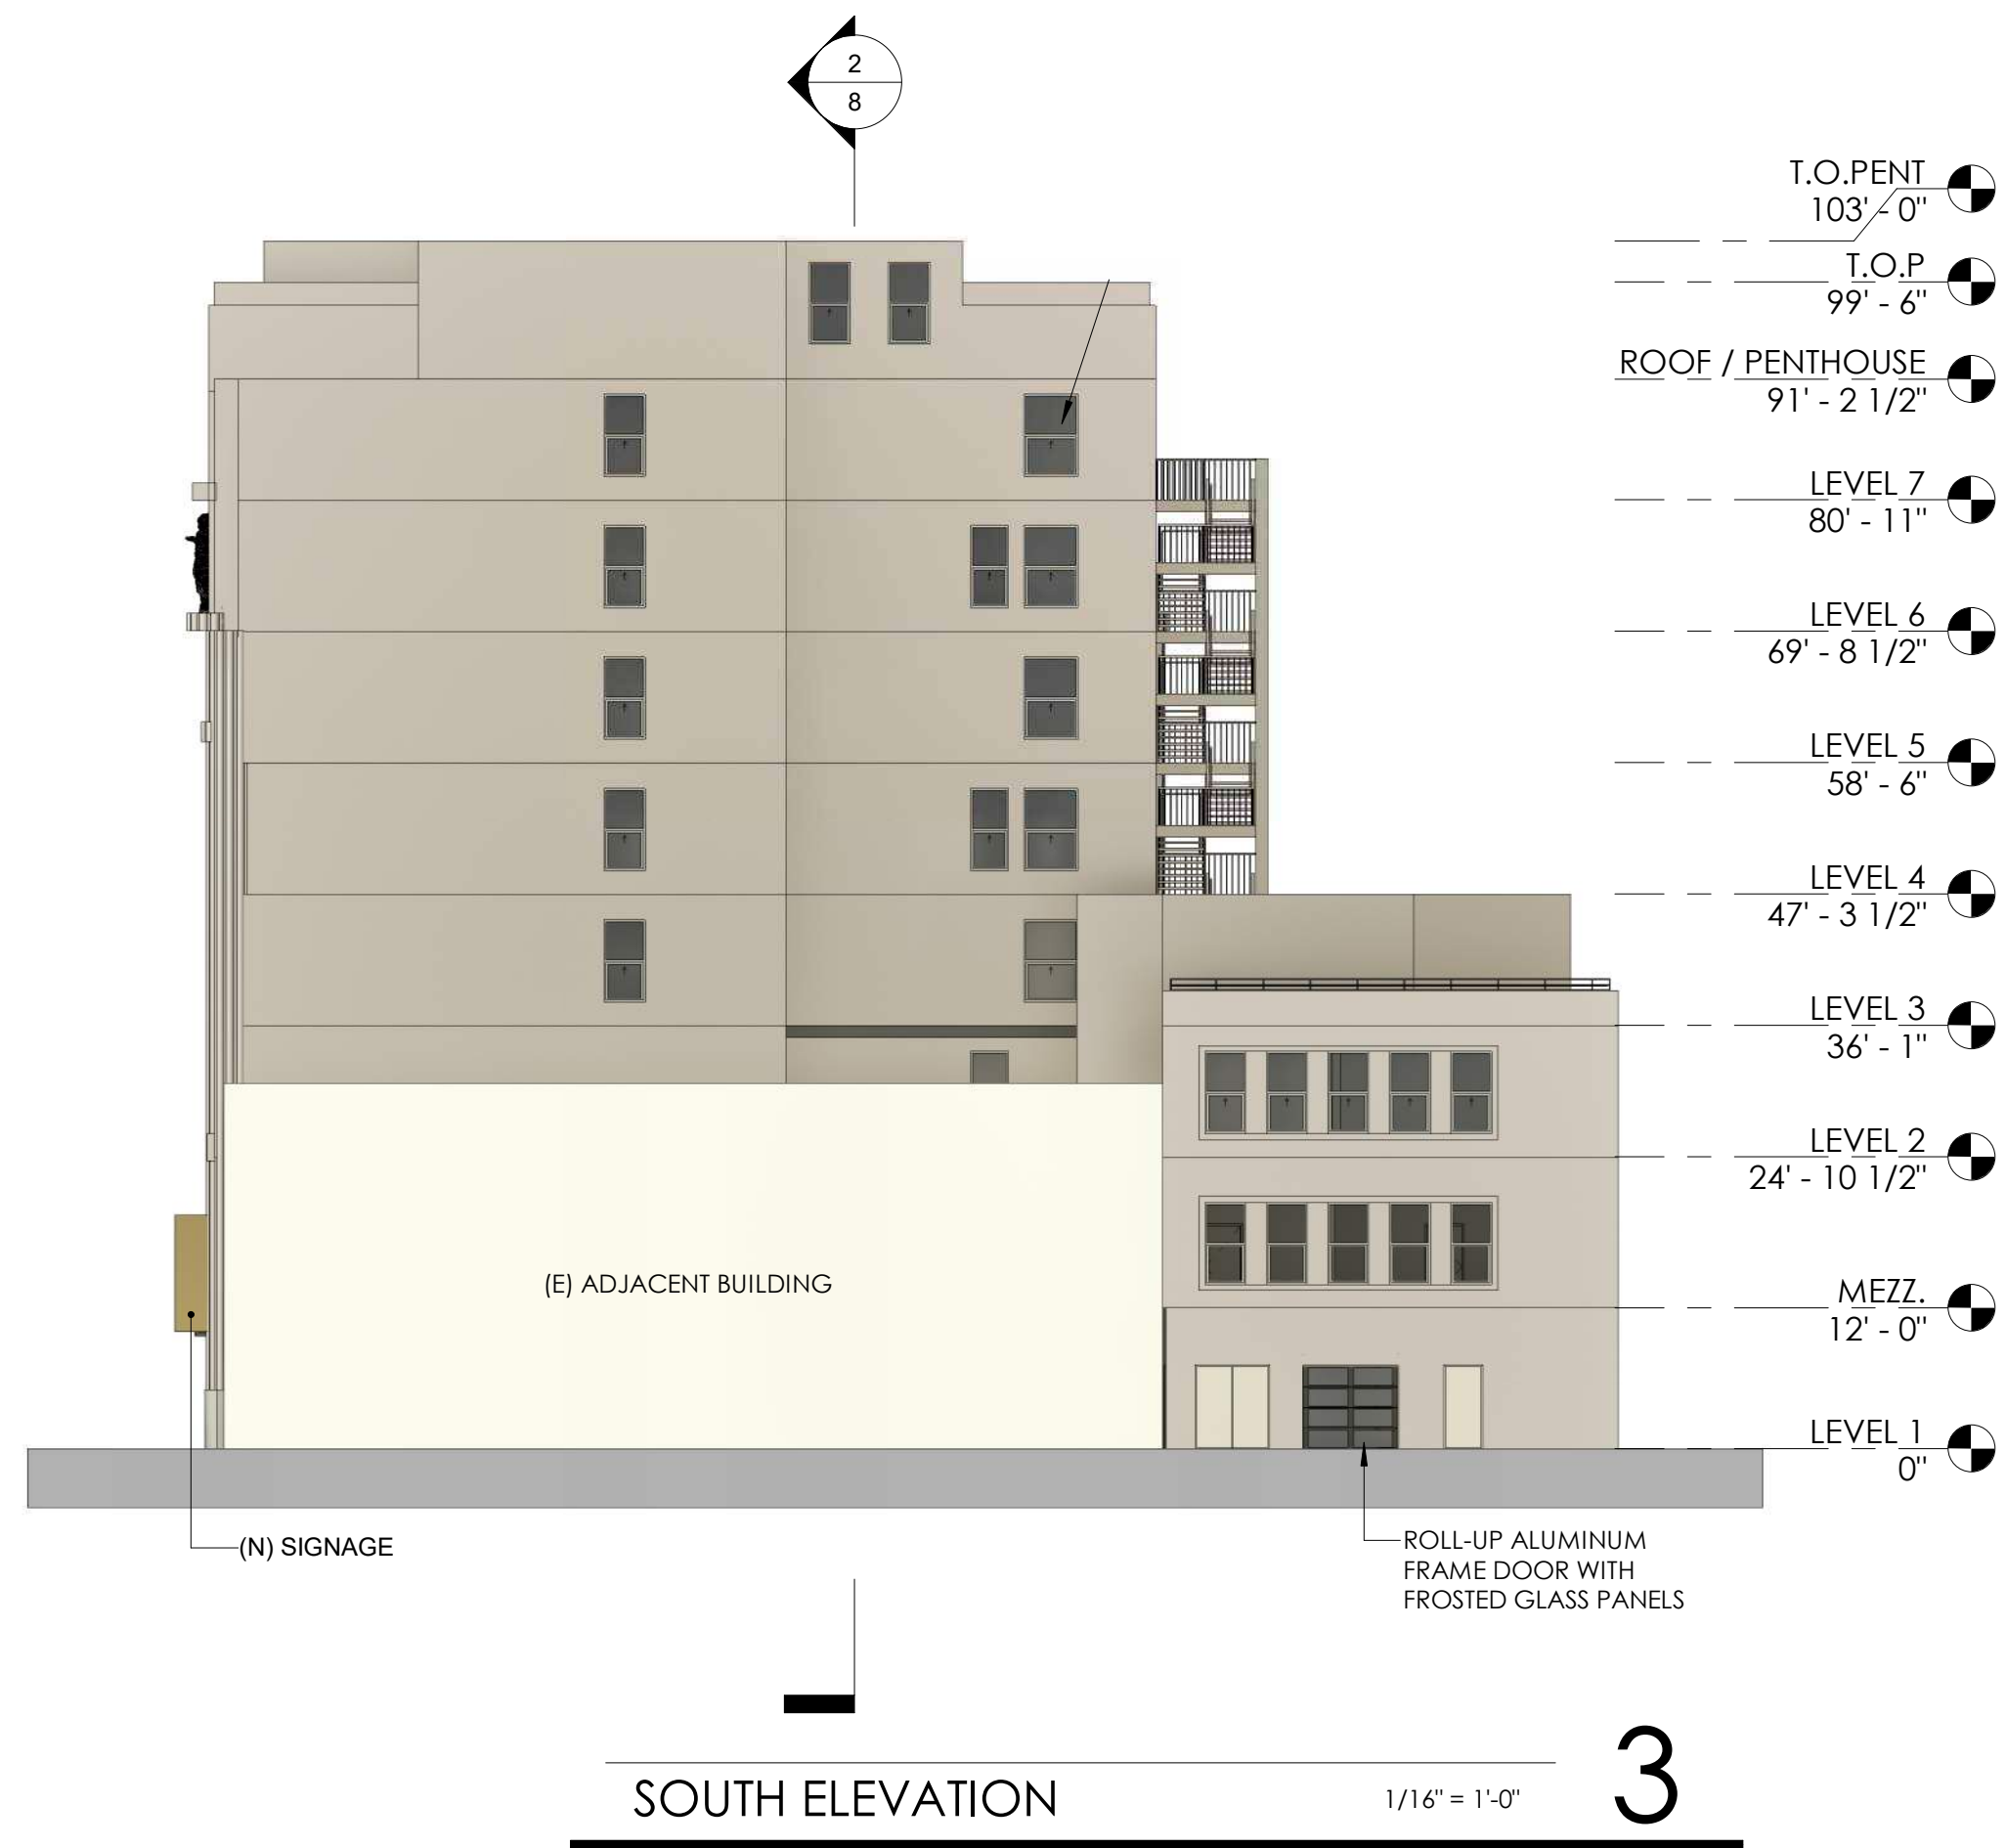 2
8
T.O.PENT
103' - 0"
T.O.P
99' - 6"
ROOF / PENTHOUSE
91' - 2 1/2"
LEVEL 7
80' - 11"
LEVEL 6
69' - 8 1/2"
LEVEL 5
58' - 6"
LEVEL 4
47' - 3 1/2"
LEVEL 3
36' - 1"
LEVEL 2
24' - 10 1/2"
(E) ADJACENT BUILDING
MEZZ.
12' - 0"
LEVEL 1
0"
(N) SIGNAGE
ROLL-UP ALUMINUM
FRAME DOOR WITH
FROSTED GLASS PANELS
SOUTH ELEVATION
1/16" = 1'-0"
3